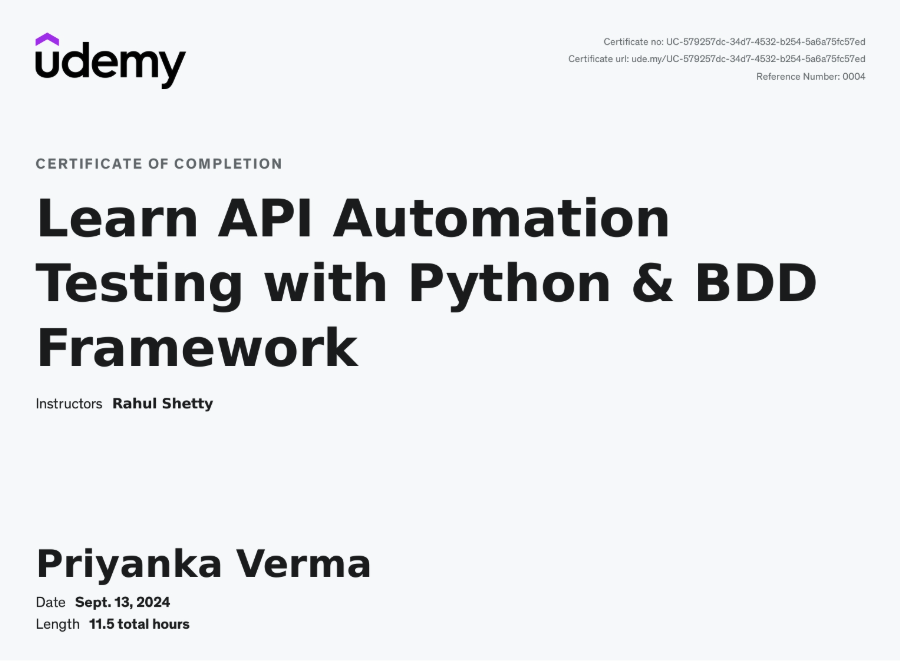 udemy
Certificate no: UC-579257dc-34d7-4532-b254-5a6a75fc57ed
Certificate url: ude.my/UC-579257dc-34d7-4532-b254-5a6a75fc57ed
Reference Number: 0004
CERTIFICATE OF COMPLETION
Learn API Automation
Testing with Python & BDD
Framework
Instructors Rahul Shetty
Priyanka Verma
Date Sept. 13, 2024
Length 11.5 total hours